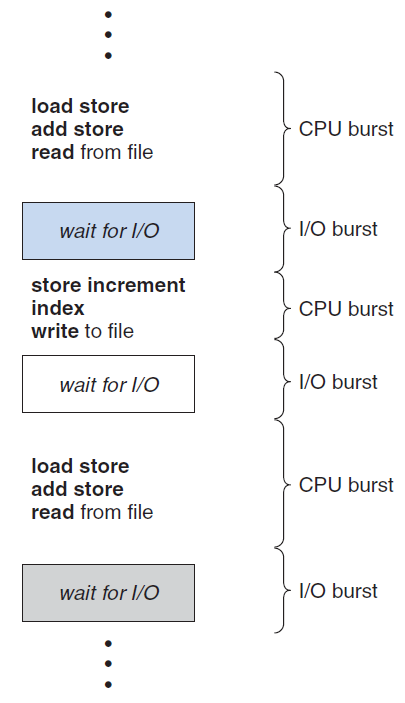 load store
add store
read from file
CPU burst
wait for I/O
I/O burst
store increment
index
write to file
CPU burst
wait for I/O
I/O burst
load store
add store
read from file
CPU burst
wait for I/O
I/O burst